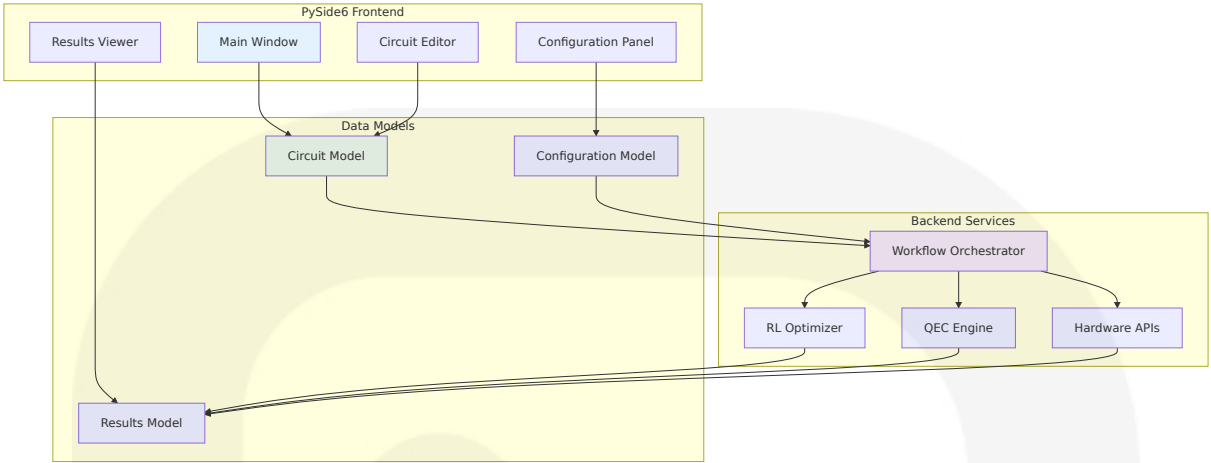 PySide6 Frontend
Results Viewer
Main Window
Circuit Editor
Configuration Panel
Data Models
Circuit Model
Configuration Model
Backend Services
Workflow Orchestrator
RL Optimizer
QEC Engine
Hardware APIs
Results Model